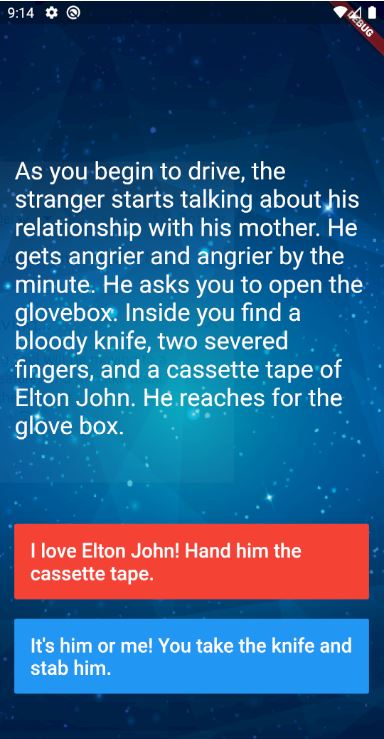 9:14
DEBUG
As you begin to drive, the
stranger starts talking about his
relationship with his mother. He
gets angrier and angrier by the
minute. He asks you to open the
glovebox. Inside you find a
bloody knife, two severed
fingers, and a cassette tape of
Elton John. He reaches for the
glove box.
I love Elton John! Hand him the
cassette tape.
It's him or me! You take the knife and
stab him.